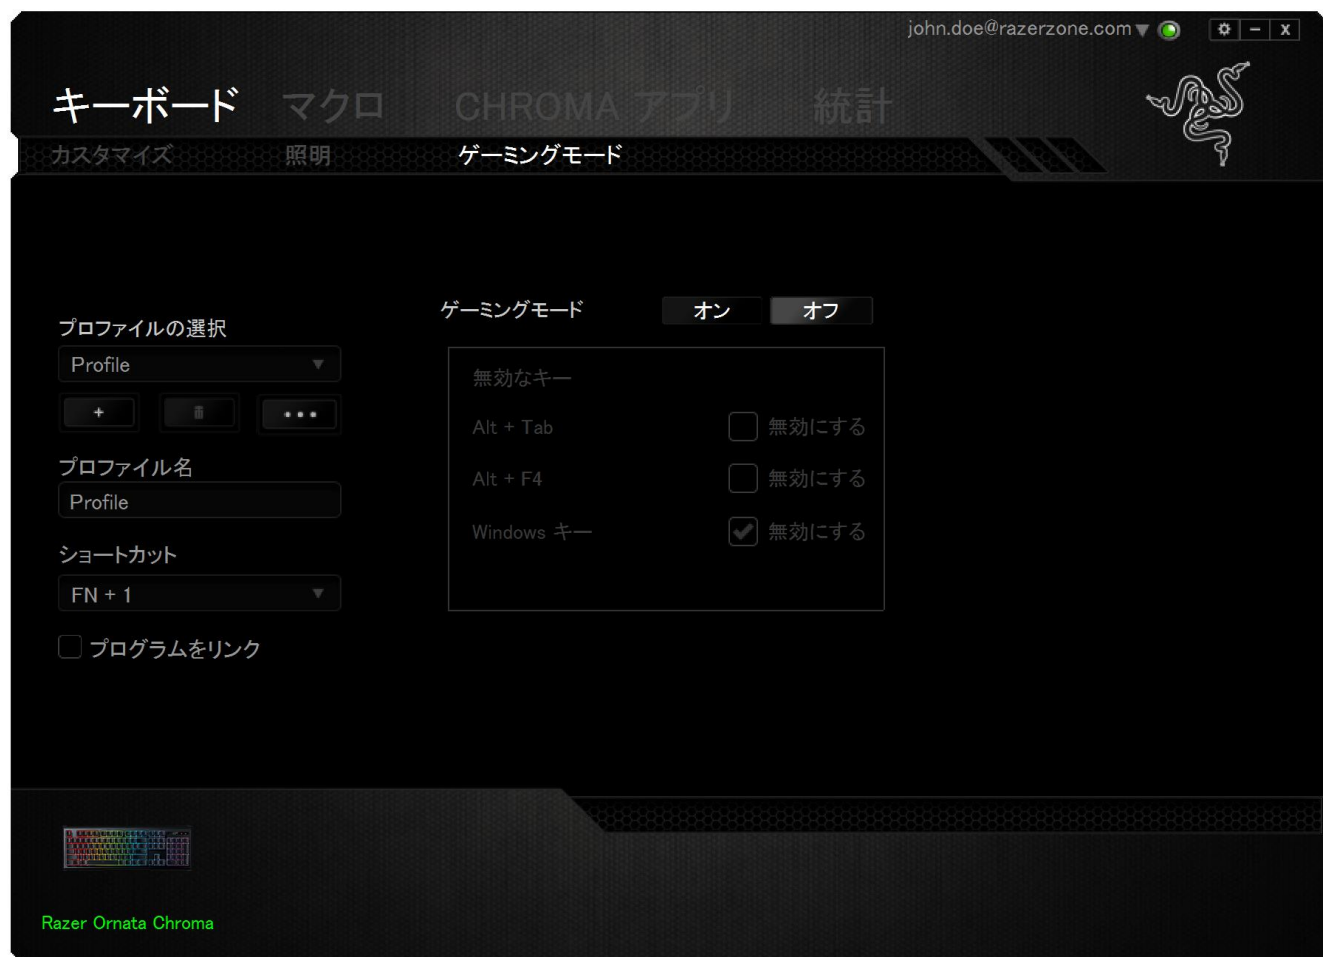 john.doe@razerzone.com
キーボード マクロ CHROMA アプリ 統計
カスタマイズ 照明 ゲーミングモード
プロファイルの選択
Profile
プロファイル名
Profile
ショートカット
FN + 1
プログラムをリンク
ゲーミングモード オン オフ
無効なキー
Alt + Tab 無効にする
Alt + F4 無効にする
Windows キー 無効にする
Razer Ornata Chroma